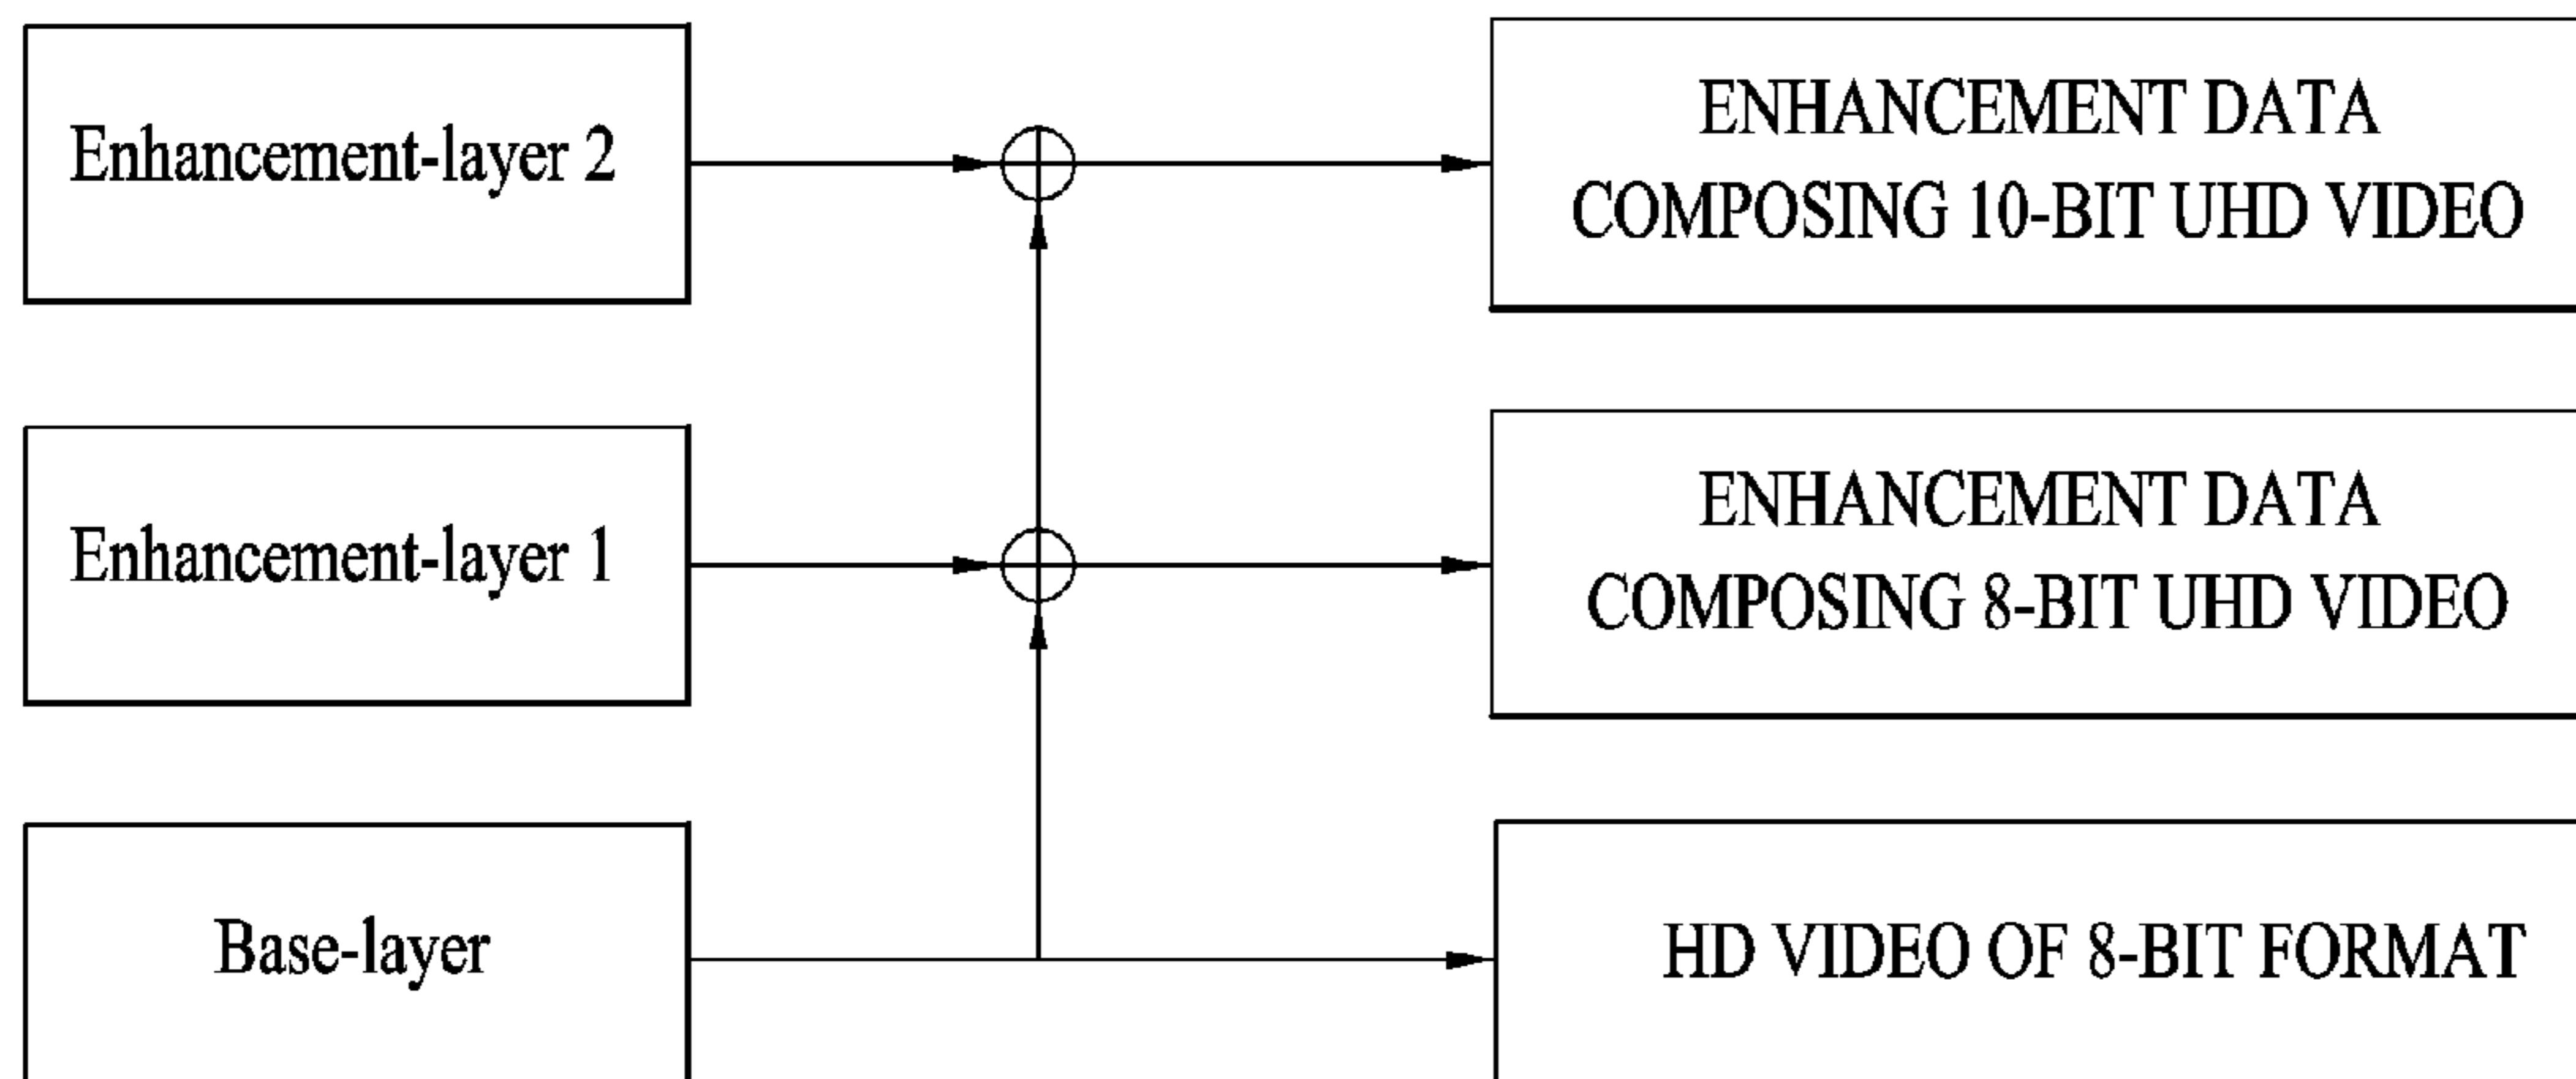 Enhancement-layer 2
ENHANCEMENT DATA
COMPOSING 10-BIT UHD VIDEO
Enhancement-layer 1
ENHANCEMENT DATA
COMPOSING 8-BIT UHD VIDEO
Base-layer
HD VIDEO OF 8-BIT FORMAT